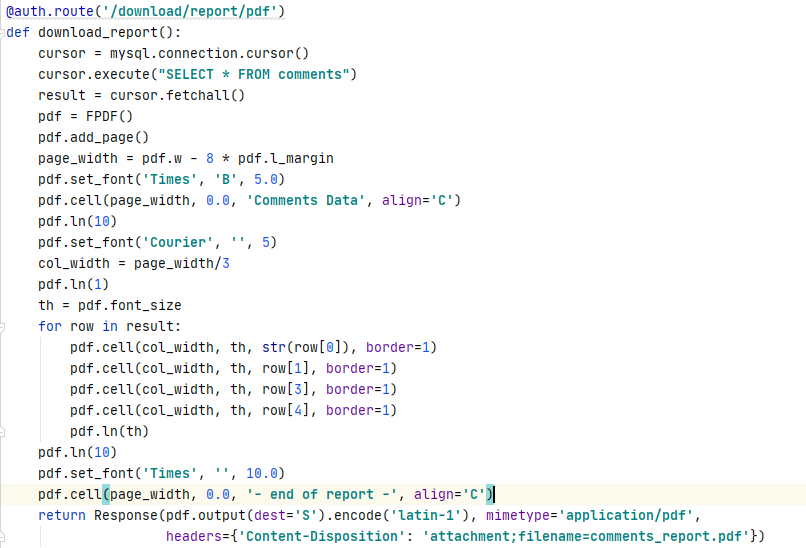 @auth.route('/download/report/pdf')
def download_report():
    cursor = mysql.connection.cursor()
    cursor.execute("SELECT * FROM comments")
    result = cursor.fetchall()
    pdf = FPDF()
    pdf.add_page()
    page_width = pdf.w - 8 * pdf.l_margin
    pdf.set_font('Times', 'B', 5.0)
    pdf.cell(page_width, 0.0, 'Comments Data', align='C')
    pdf.ln(10)
    pdf.set_font('Courier', '', 5)
    col_width = page_width/3
    pdf.ln(1)
    th = pdf.font_size
    for row in result:
        pdf.cell(col_width, th, str(row[0]), border=1)
        pdf.cell(col_width, th, row[1], border=1)
        pdf.cell(col_width, th, row[3], border=1)
        pdf.cell(col_width, th, row[4], border=1)
        pdf.ln(th)
    pdf.ln(10)
    pdf.set_font('Times', '', 10.0)
    pdf.cell(page_width, 0.0, '- end of report -', align='C')
    return Response(pdf.output(dest='S').encode('latin-1'), mimetype='application/pdf',
                    headers={'Content-Disposition': 'attachment;filename=comments_report.pdf'})